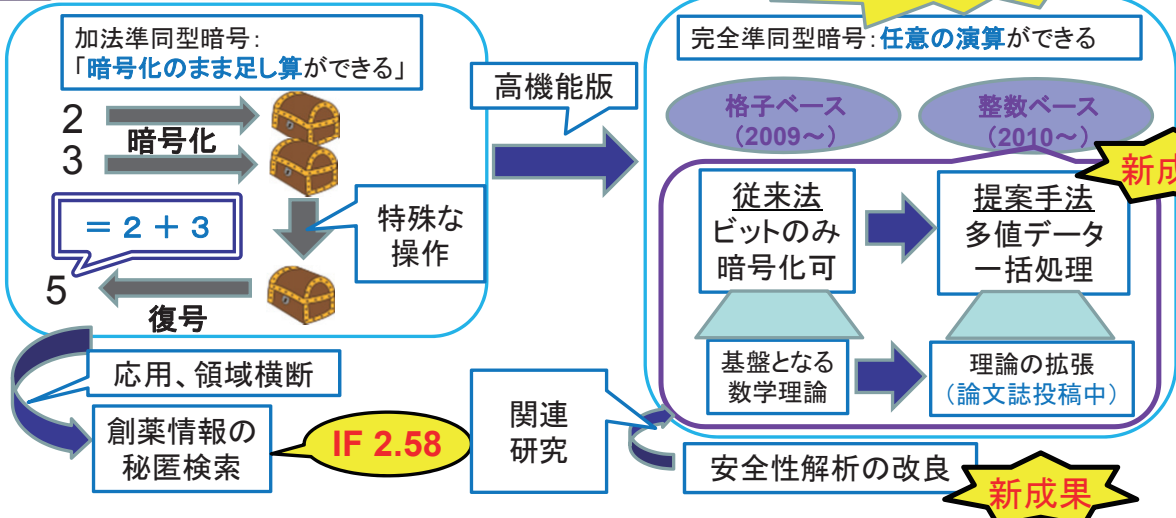 加法準同型暗号:
「暗号化のまま足し算ができる」
2
暗号化
3
= 2 + 3
特殊な
操作
5
復号
高機能版
完全準同型暗号:任意の演算ができる
格子ベース
(2009~)
整数ベース
(2010~)
新成
従来法
ビットのみ
暗号化可
提案手法
多値データ
一括処理
基盤となる
数学理論
理論の拡張
(論文誌投稿中)
応用、領域横断
創薬情報の
秘匿検索
IF 2.58
関連
研究
安全性解析の改良
新成果